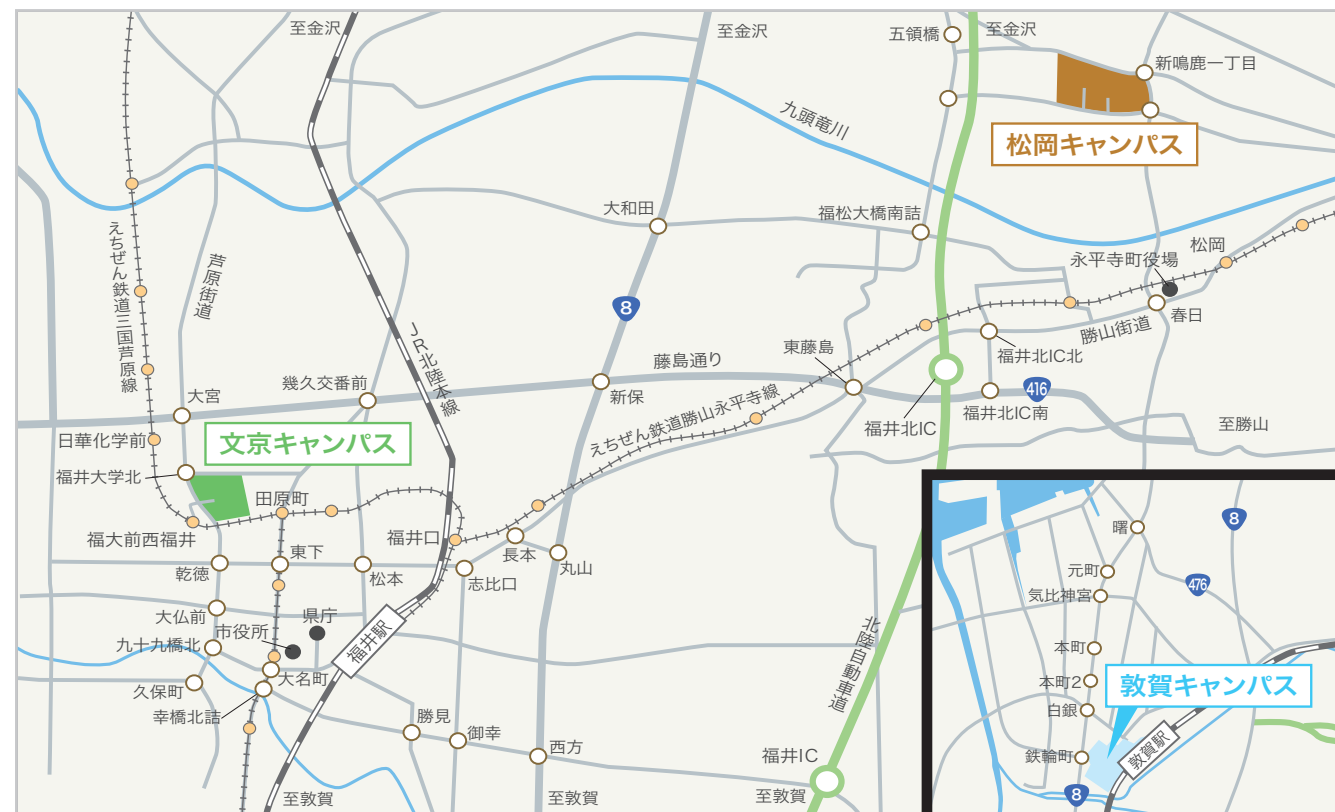 至金沢
至金沢
五領橋
至金沢
新鳴鹿一丁目
九頭竜川
松岡キャンパス
大和田
福松大橋南詰
えちぜん鉄道三国芦原線
芦原街道
永平寺町役場
松岡
8
勝山街道
春日
JR北陸本線
藤島通り
東藤島
福井北IC北
幾久交番前
大宮
新保
416
福井北IC南
福井北IC
至勝山
えちぜん鉄道勝山永平寺線
日華化学前
文京キャンパス
福井大学北
田原町
福大前西福井
福井口
長本
丸山
乾徳
東下
松本
志比口
大仏前
県庁
市役所
九十九橋北
福井駅
大名町
久保町
幸橋北詰
勝見
御幸
西方
北陸自動車道
福井IC
至敦賀
至敦賀
至敦賀
曙
8
元町
476
気比神宮
本町
本町2
敦賀キャンパス
白銀
鉄輪町
敦賀駅
8